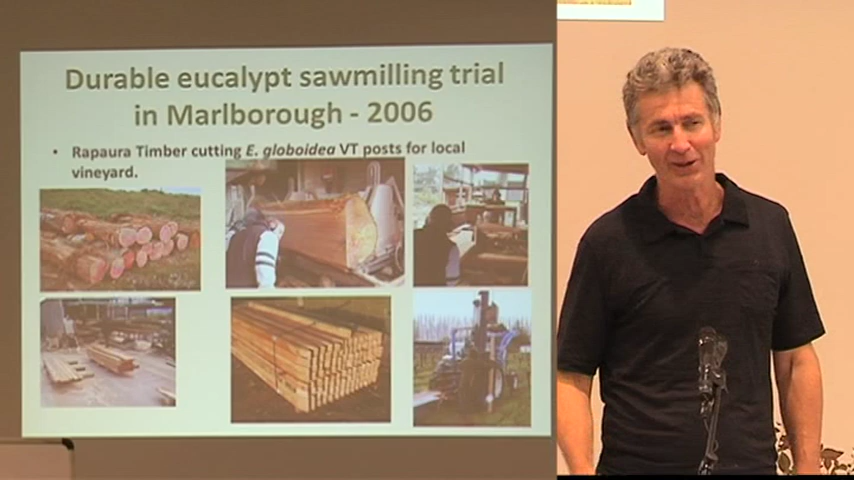 Durable eucalypt sawmilling trial
in Marlborough - 2006
• Rapaura Timber cutting E. globoidea VT posts for local
vineyard.